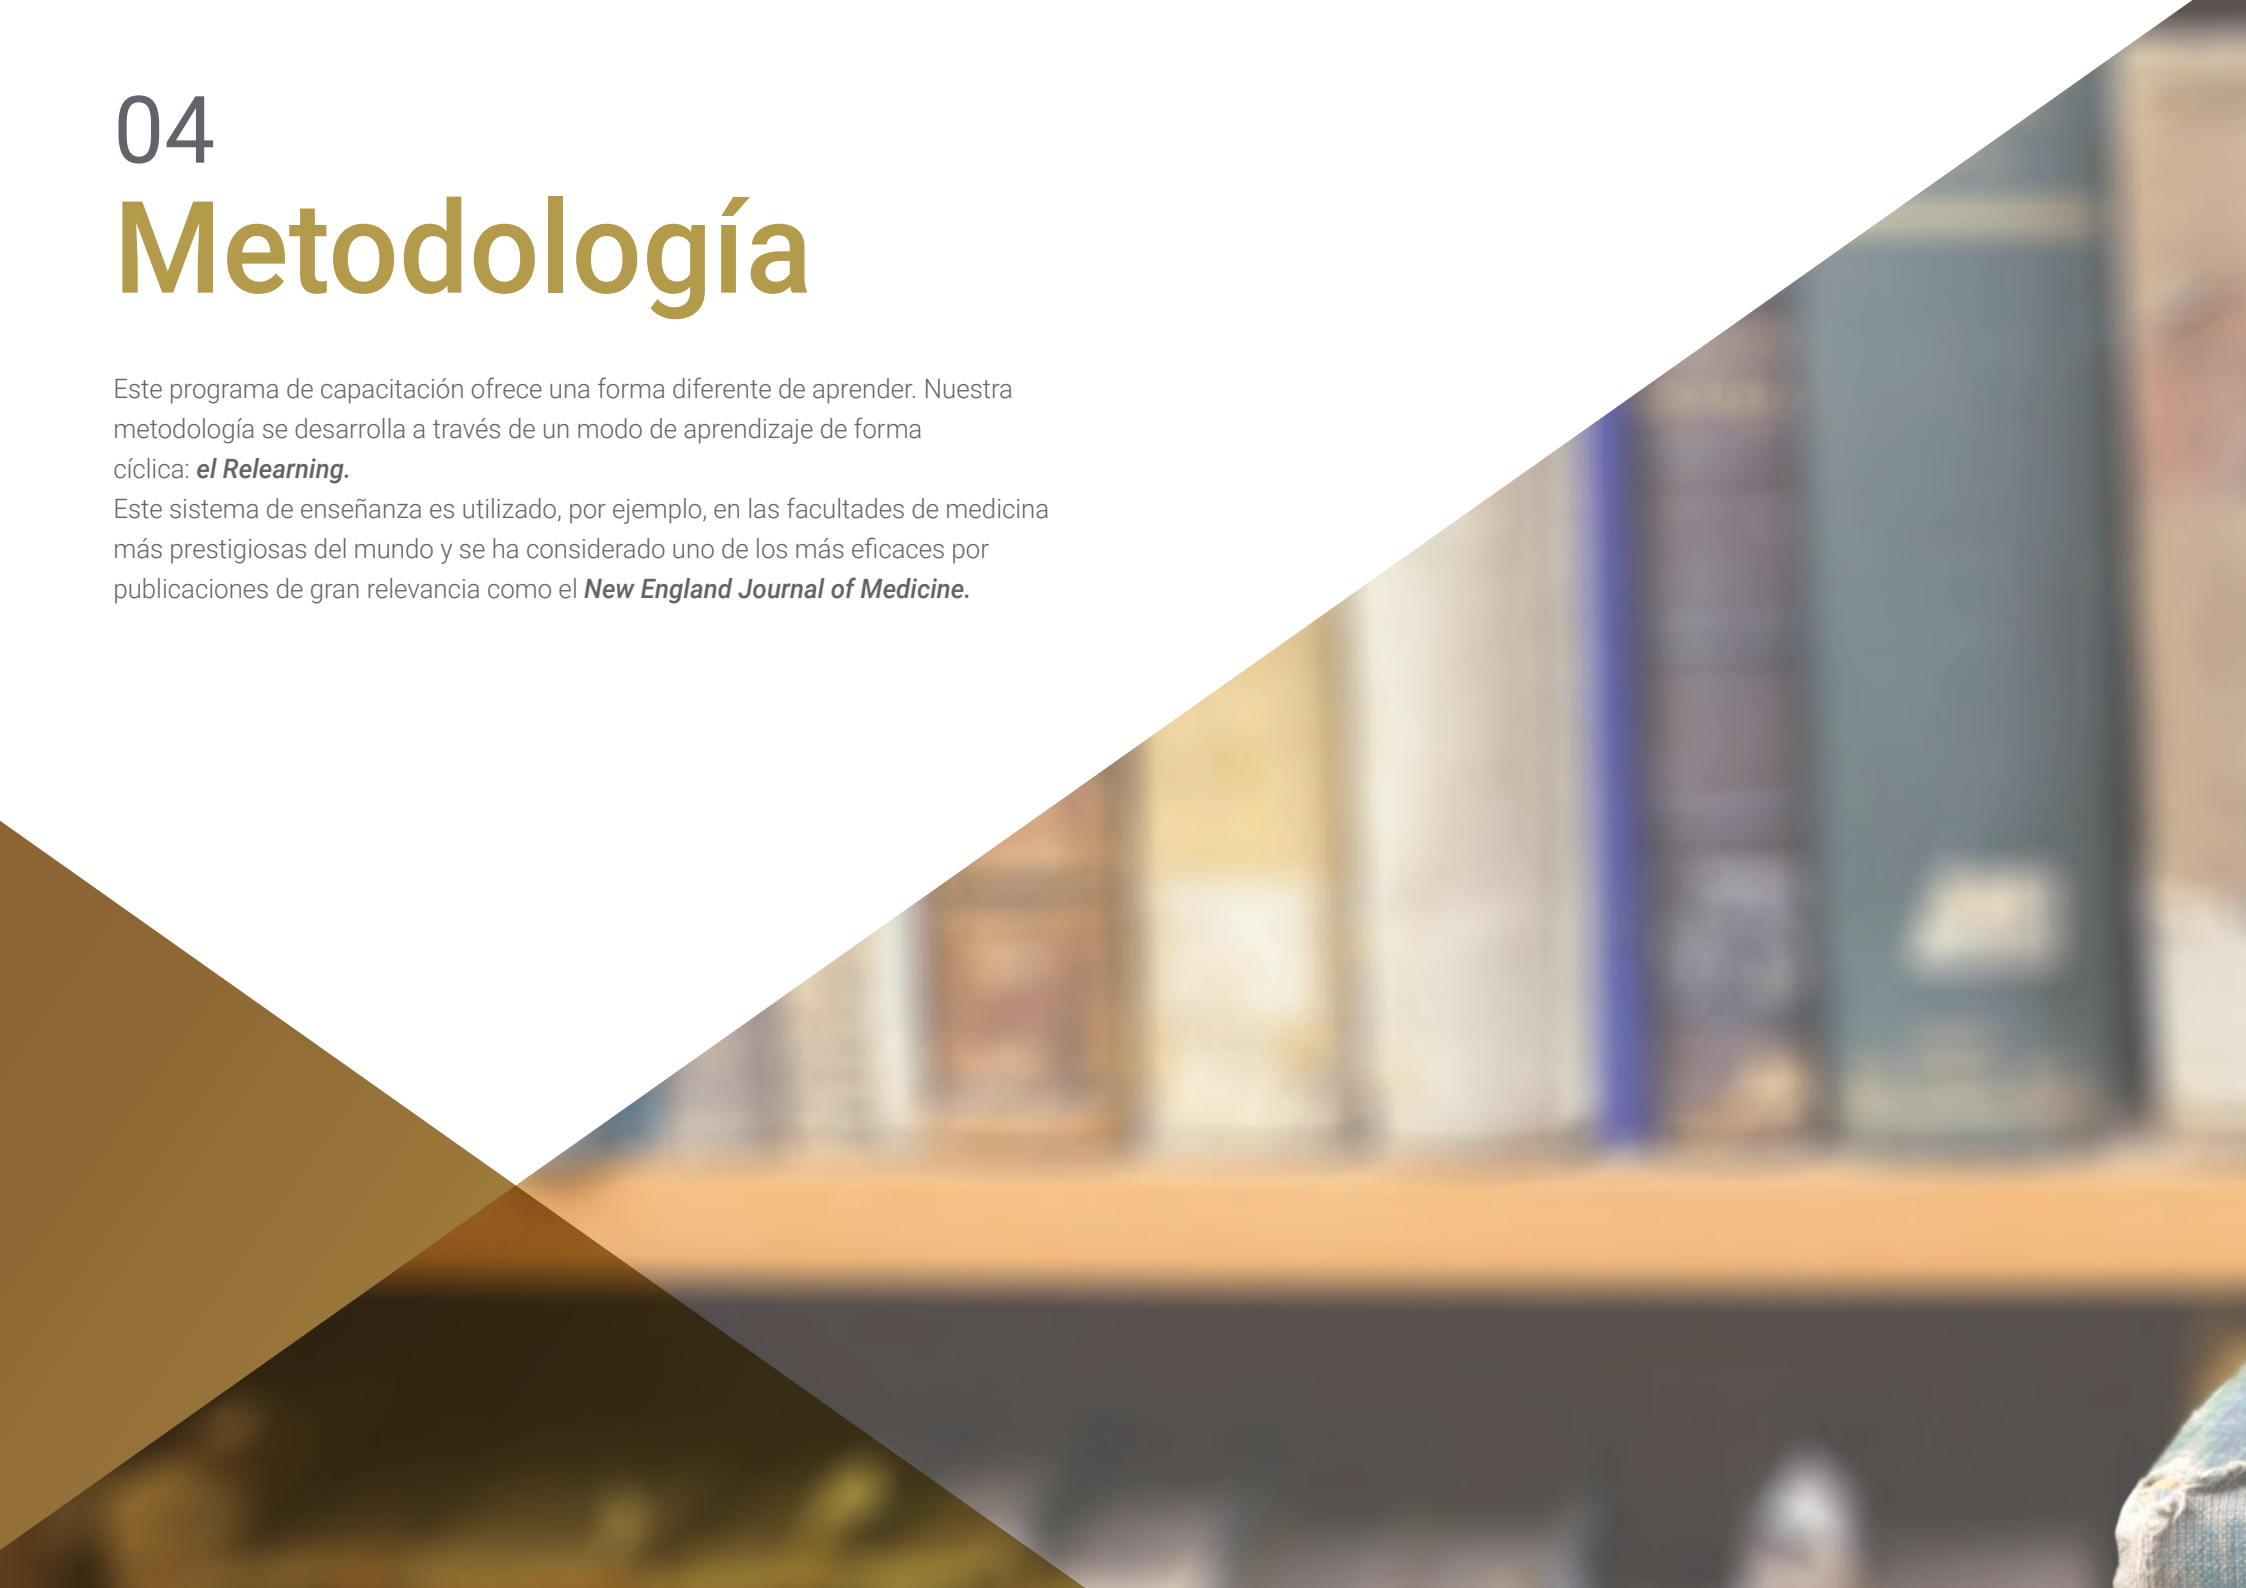 04
Metodología
Este programa de capacitación ofrece una forma diferente de aprender. Nuestra
metodología se desarrolla a través de un modo de aprendizaje de forma
cíclica: el Relearning.
Este sistema de enseñanza es utilizado, por ejemplo, en las facultades de medicina
más prestigiosas del mundo y se ha considerado uno de los más eficaces por
publicaciones de gran relevancia como el New England Journal of Medicine.